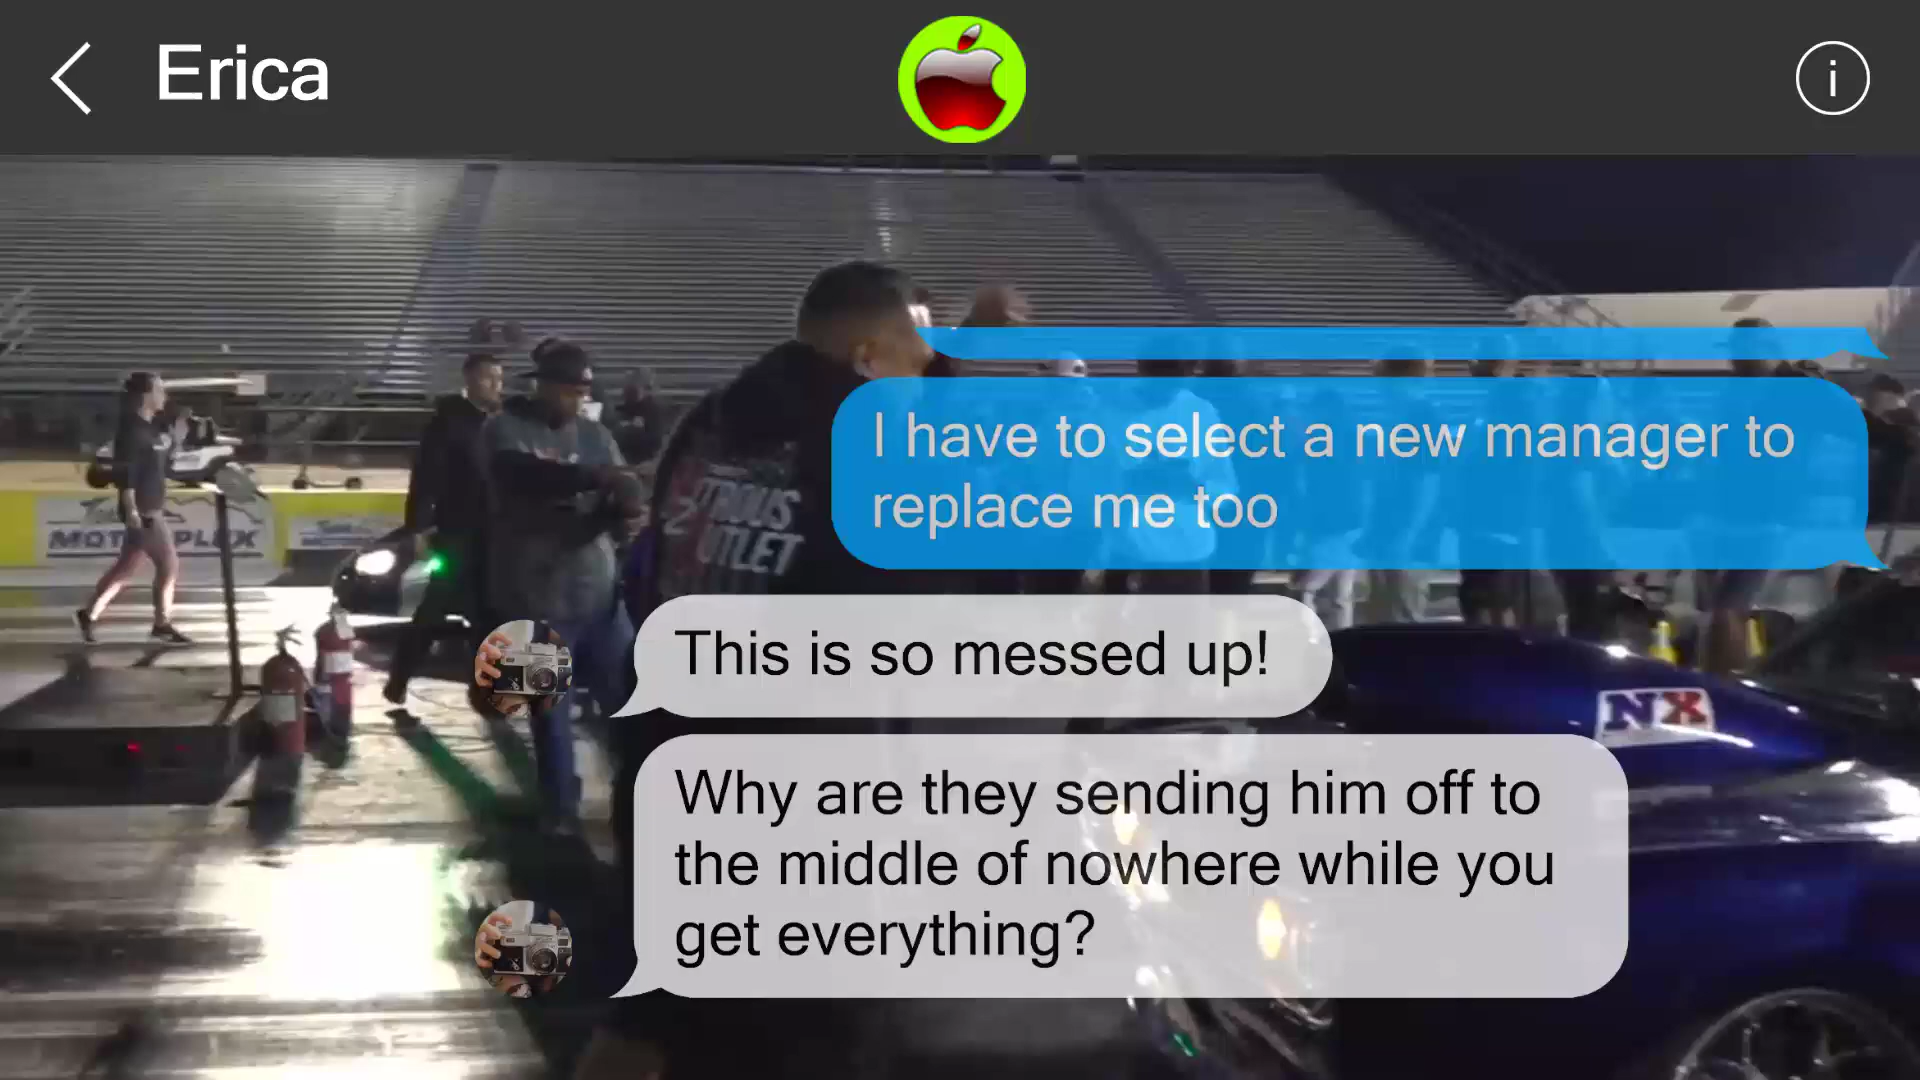 Erica
I have to select a new manager to
replace me too
This is so messed up!
Why are they sending him off to
the middle of nowhere while you
get everything?
NX